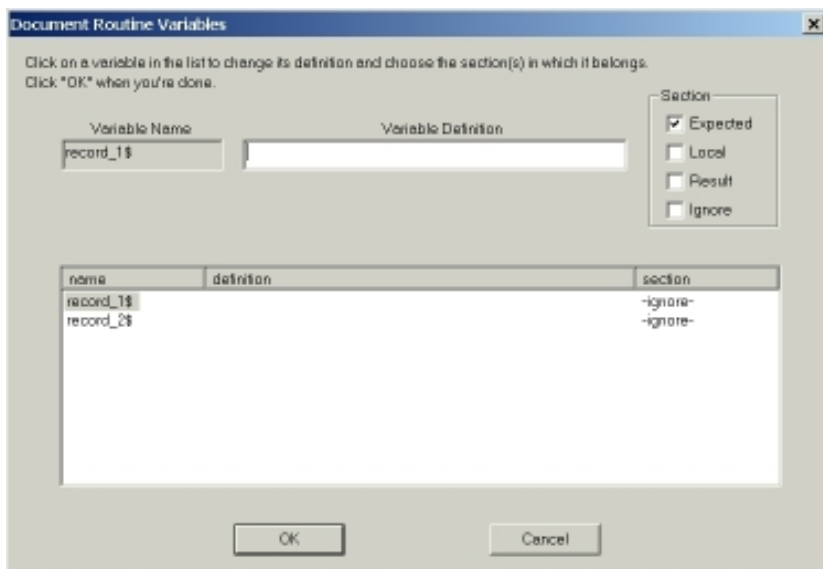 Document Routine Variables
Click on a variable in the list to change its definition and choose the section(s) in which it belongs.
Click "OK" when you're done.
Section
Variable Name
Variable Definition
Expected
record_1$
Local
Result
Ignore
name definition section
record_1$ -ignore-
record_2$ -ignore-
OK Cancel